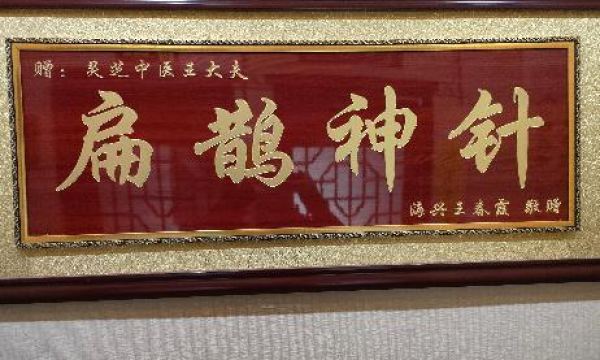 赠：灵芝中医王大夫
扁鹊神针
海兴王春霞 敬赠